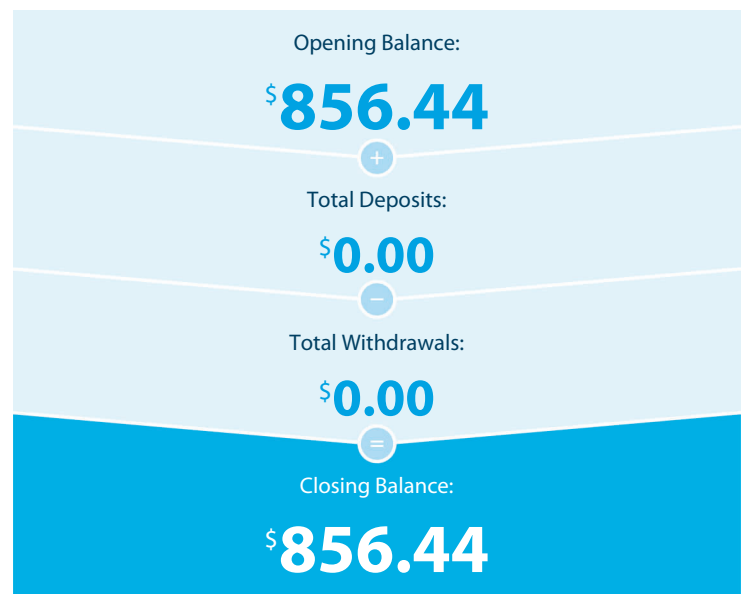 Opening Balance:
$856.44
+
Total Deposits:
$0.00
−
Total Withdrawals:
$0.00
=
Closing Balance:
$856.44